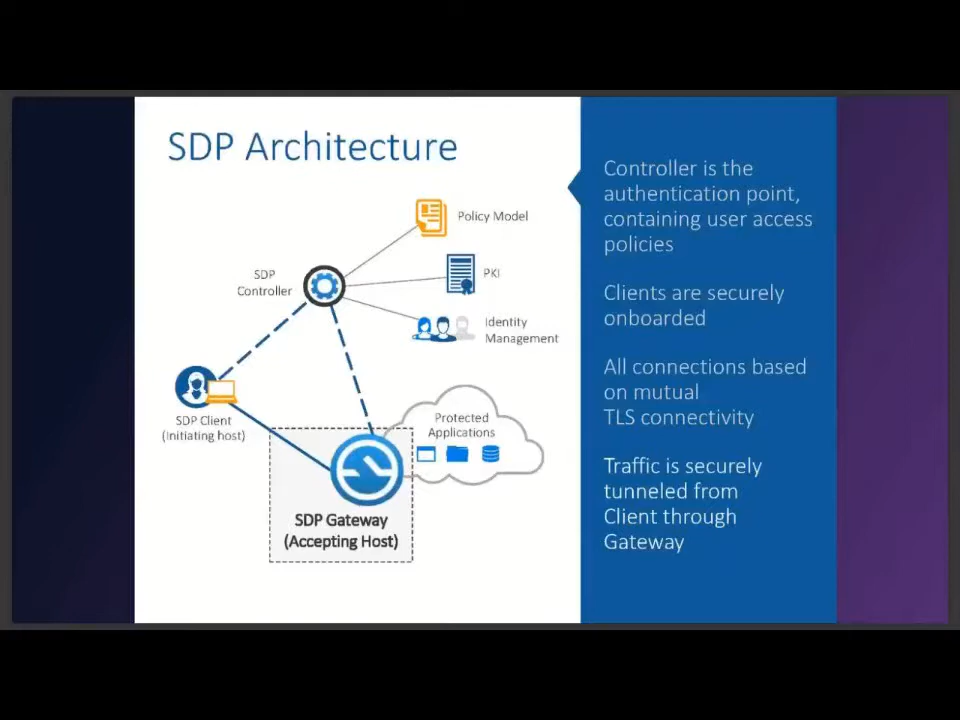 SDP Architecture
Policy Model
SDP
Controller
PKI
Identity
Management
SDP Client
(Initiating host)
Protected
Applications
SDP Gateway
(Accepting Host)
Controller is the
authentication point,
containing user access
policies
Clients are securely
onboarded
All connections based
on mutual
TLS connectivity
Traffic is securely
tunneled from
Client through
Gateway